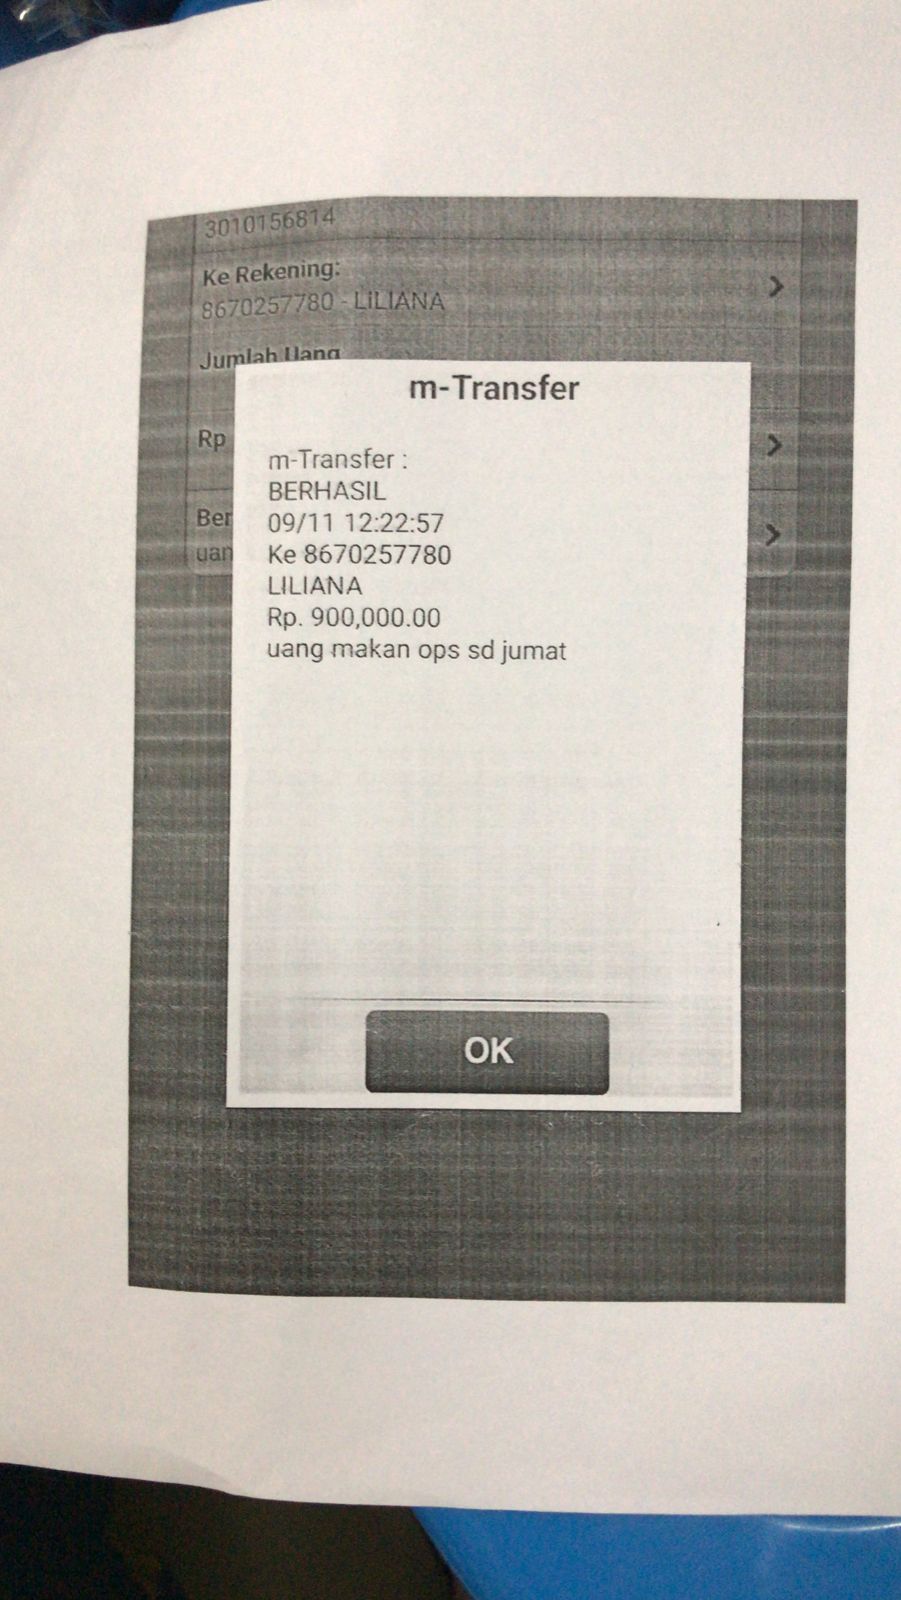 3010156814
Ke Rekening:
8670257780 - LILIANA
Jumlah Uang
Rp
Ber
uan
m-Transfer
m-Transfer :
BERHASIL
09/11 12:22:57
Ke 8670257780
LILIANA
Rp. 900,000.00
uang makan ops sd jumat
OK